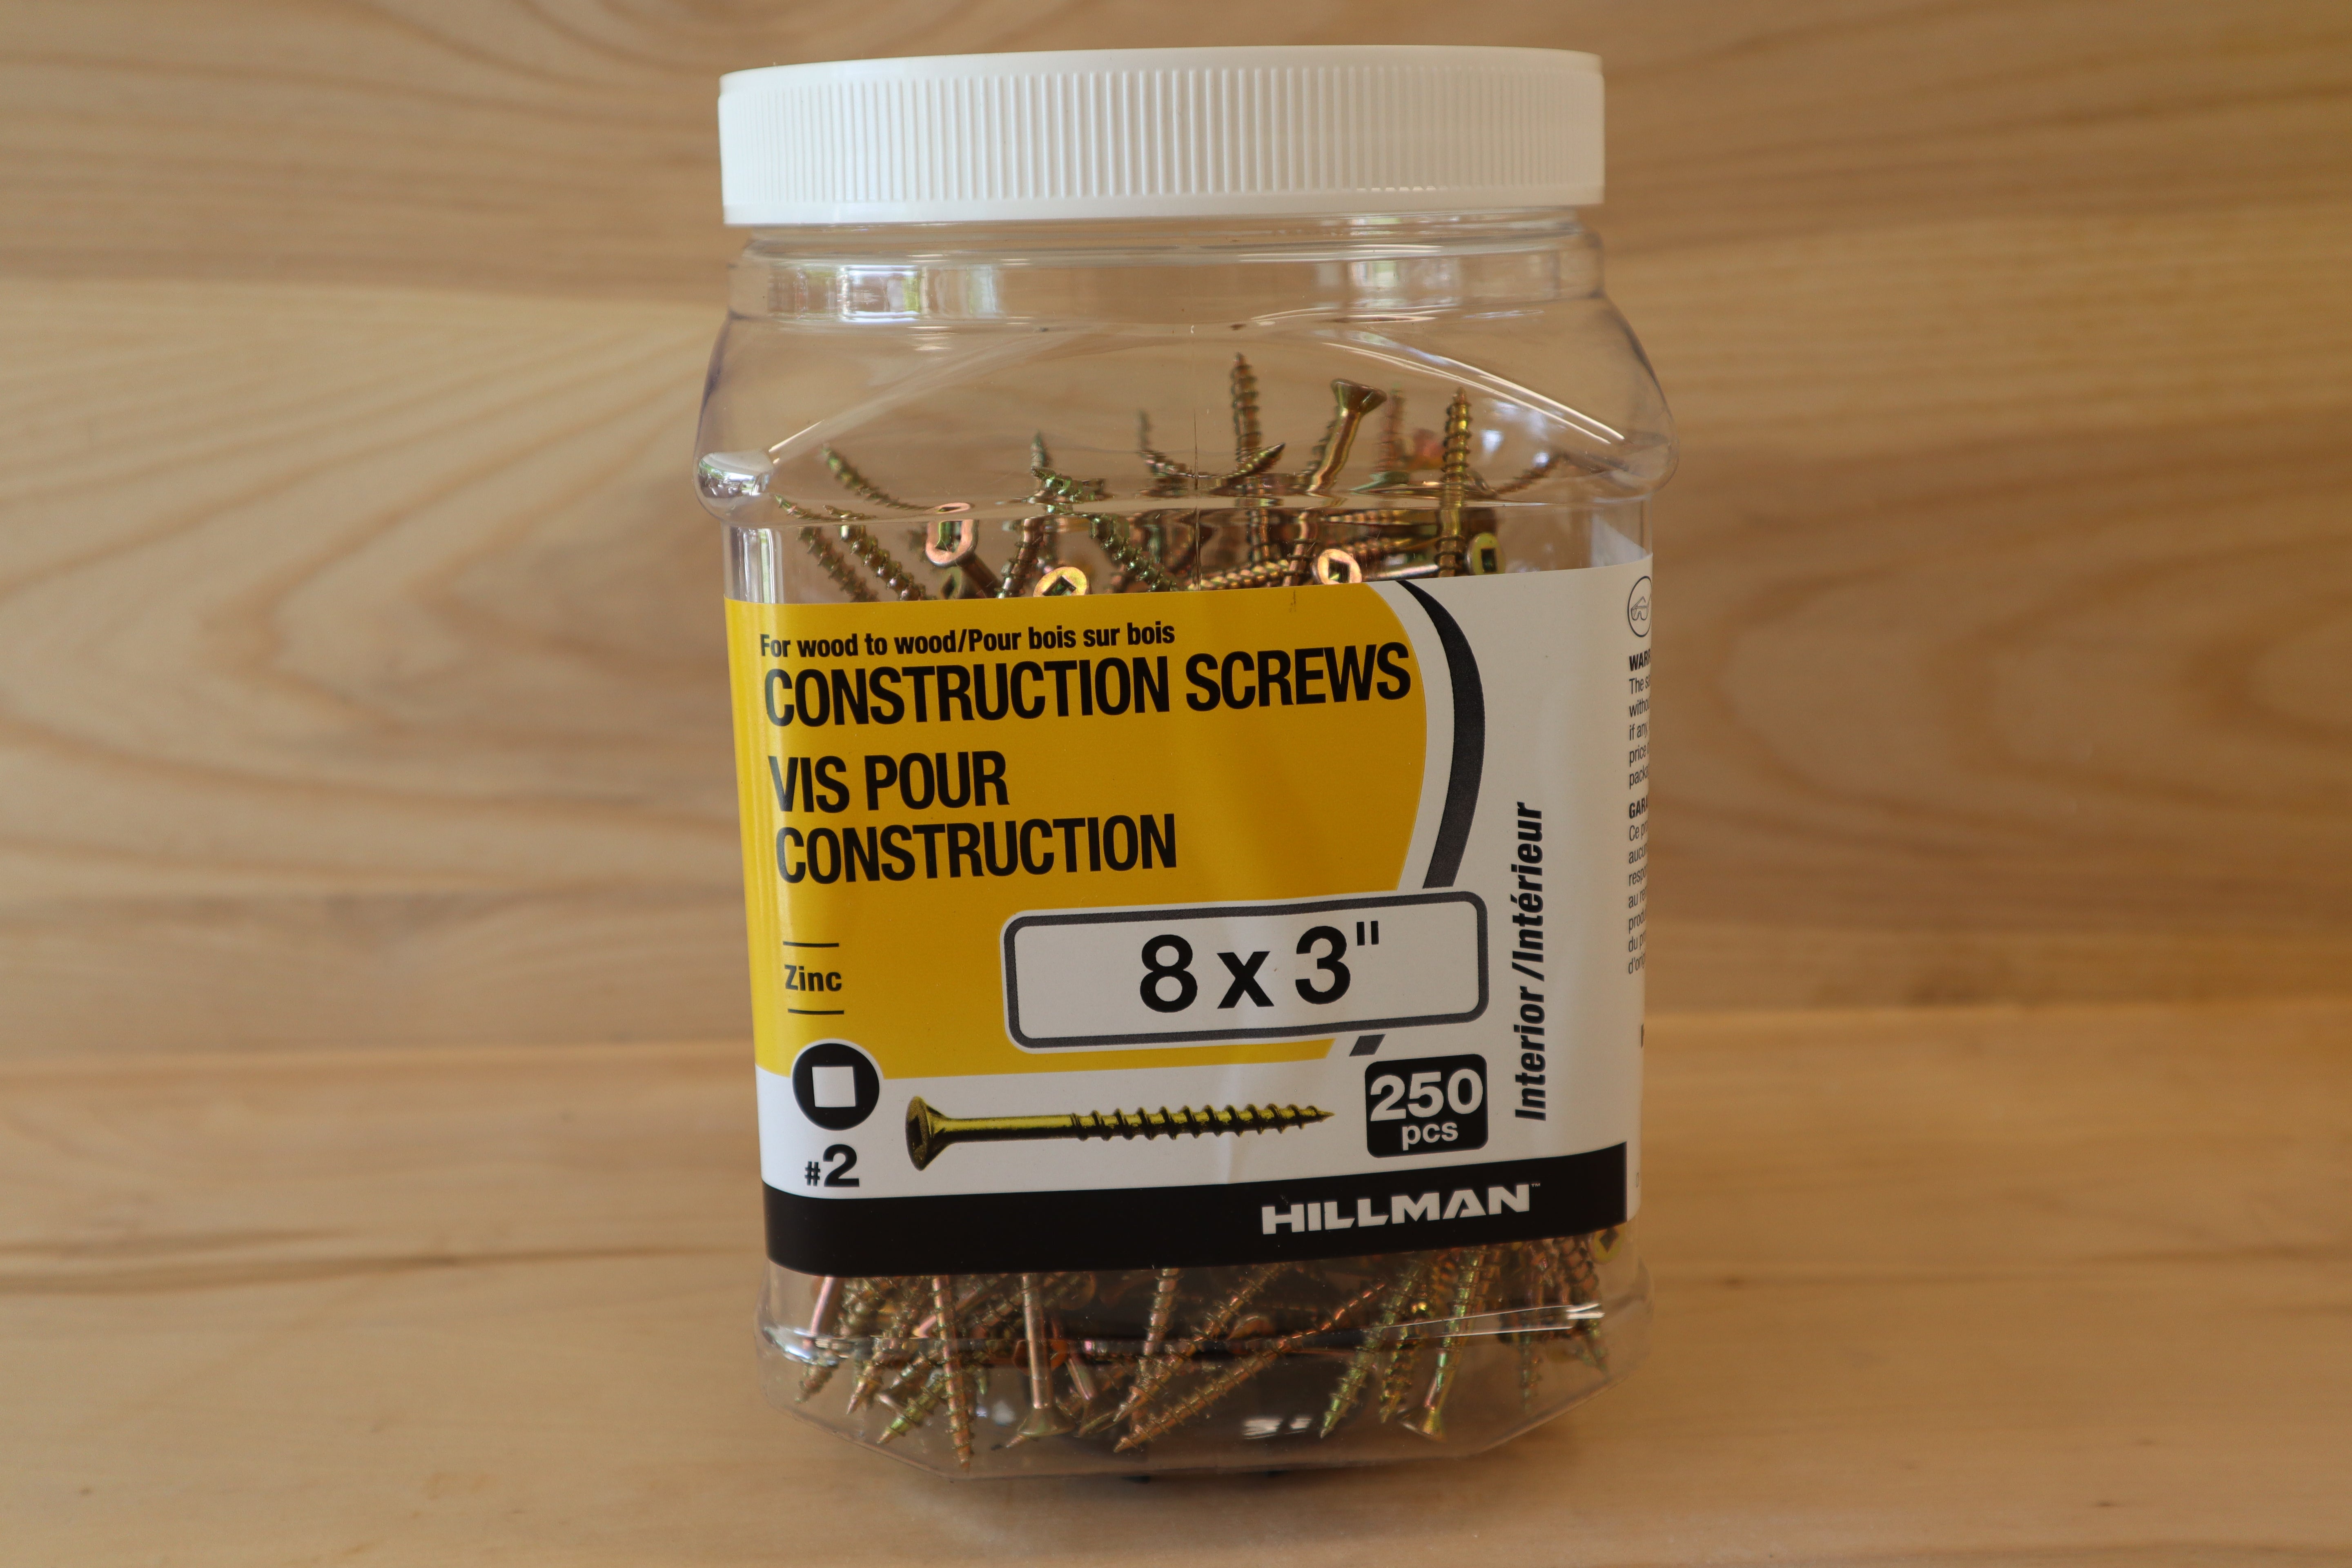 For wood to wood/Pour bois sur bois
CONSTRUCTION SCREWS
VIS POUR
CONSTRUCTION
Zinc
8 x 3"
#2
250
pcs
Interior /Intérieur
HILLMAN™